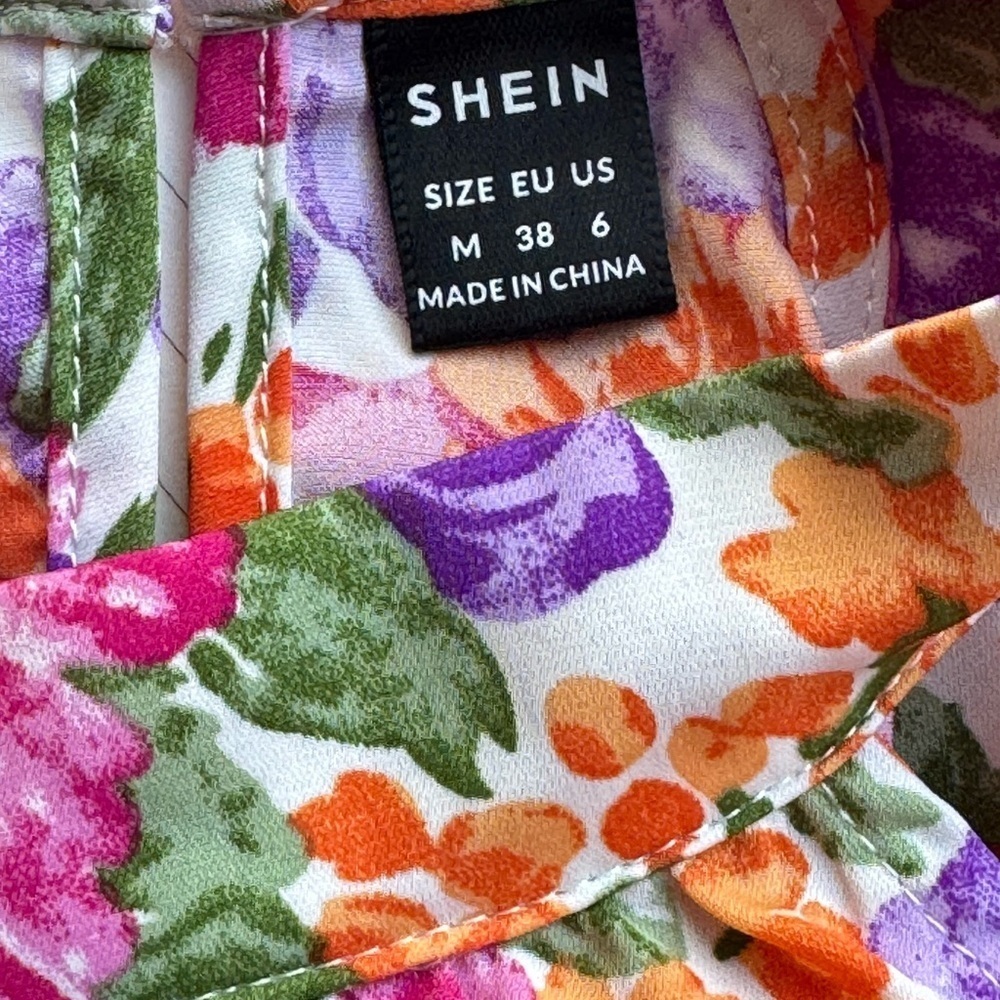 SHEIN
SIZE EU US
M 38 6
MADE IN CHINA